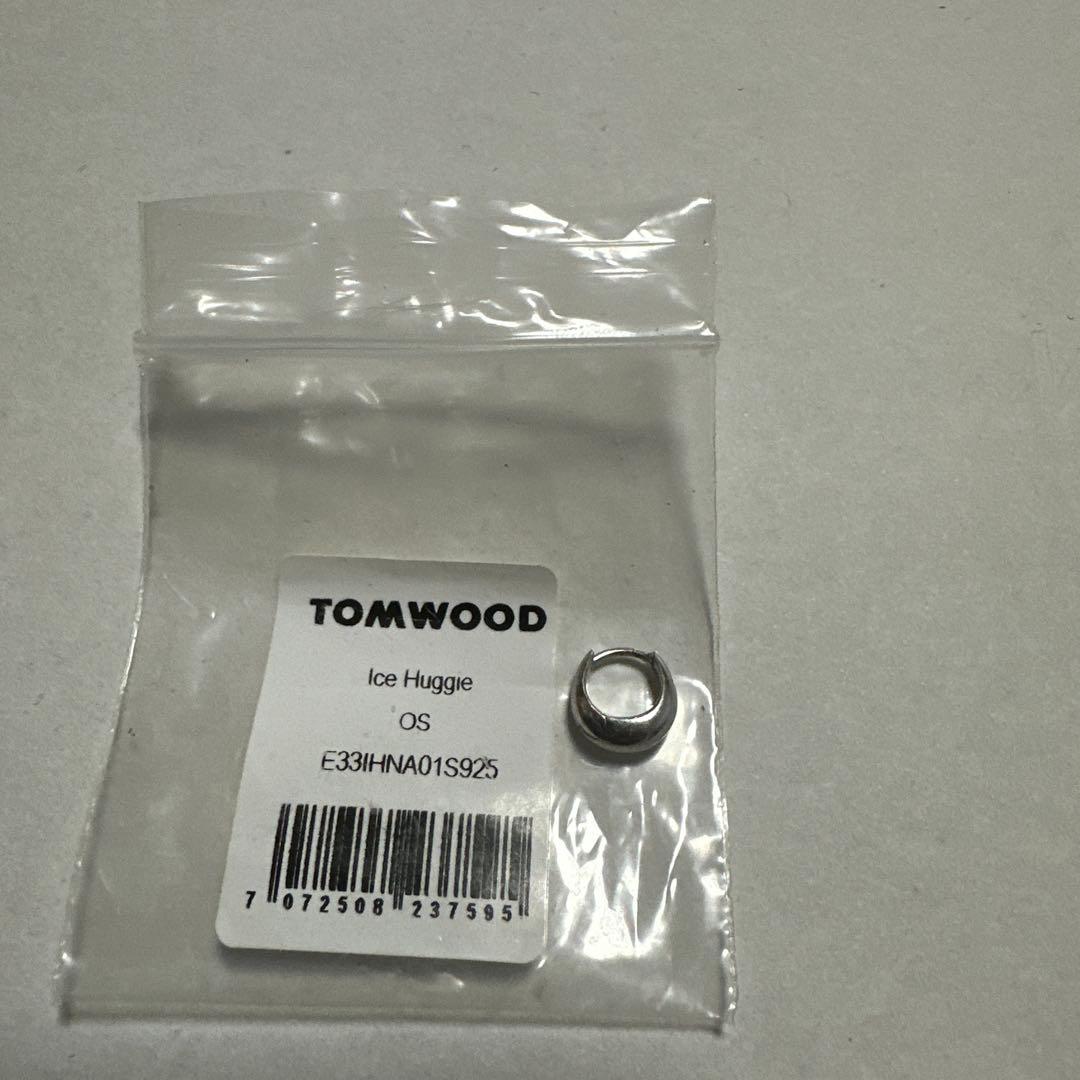 TOMWOOD
Ice Huggie
OS
E33IHNA01S925
7 072508 237595